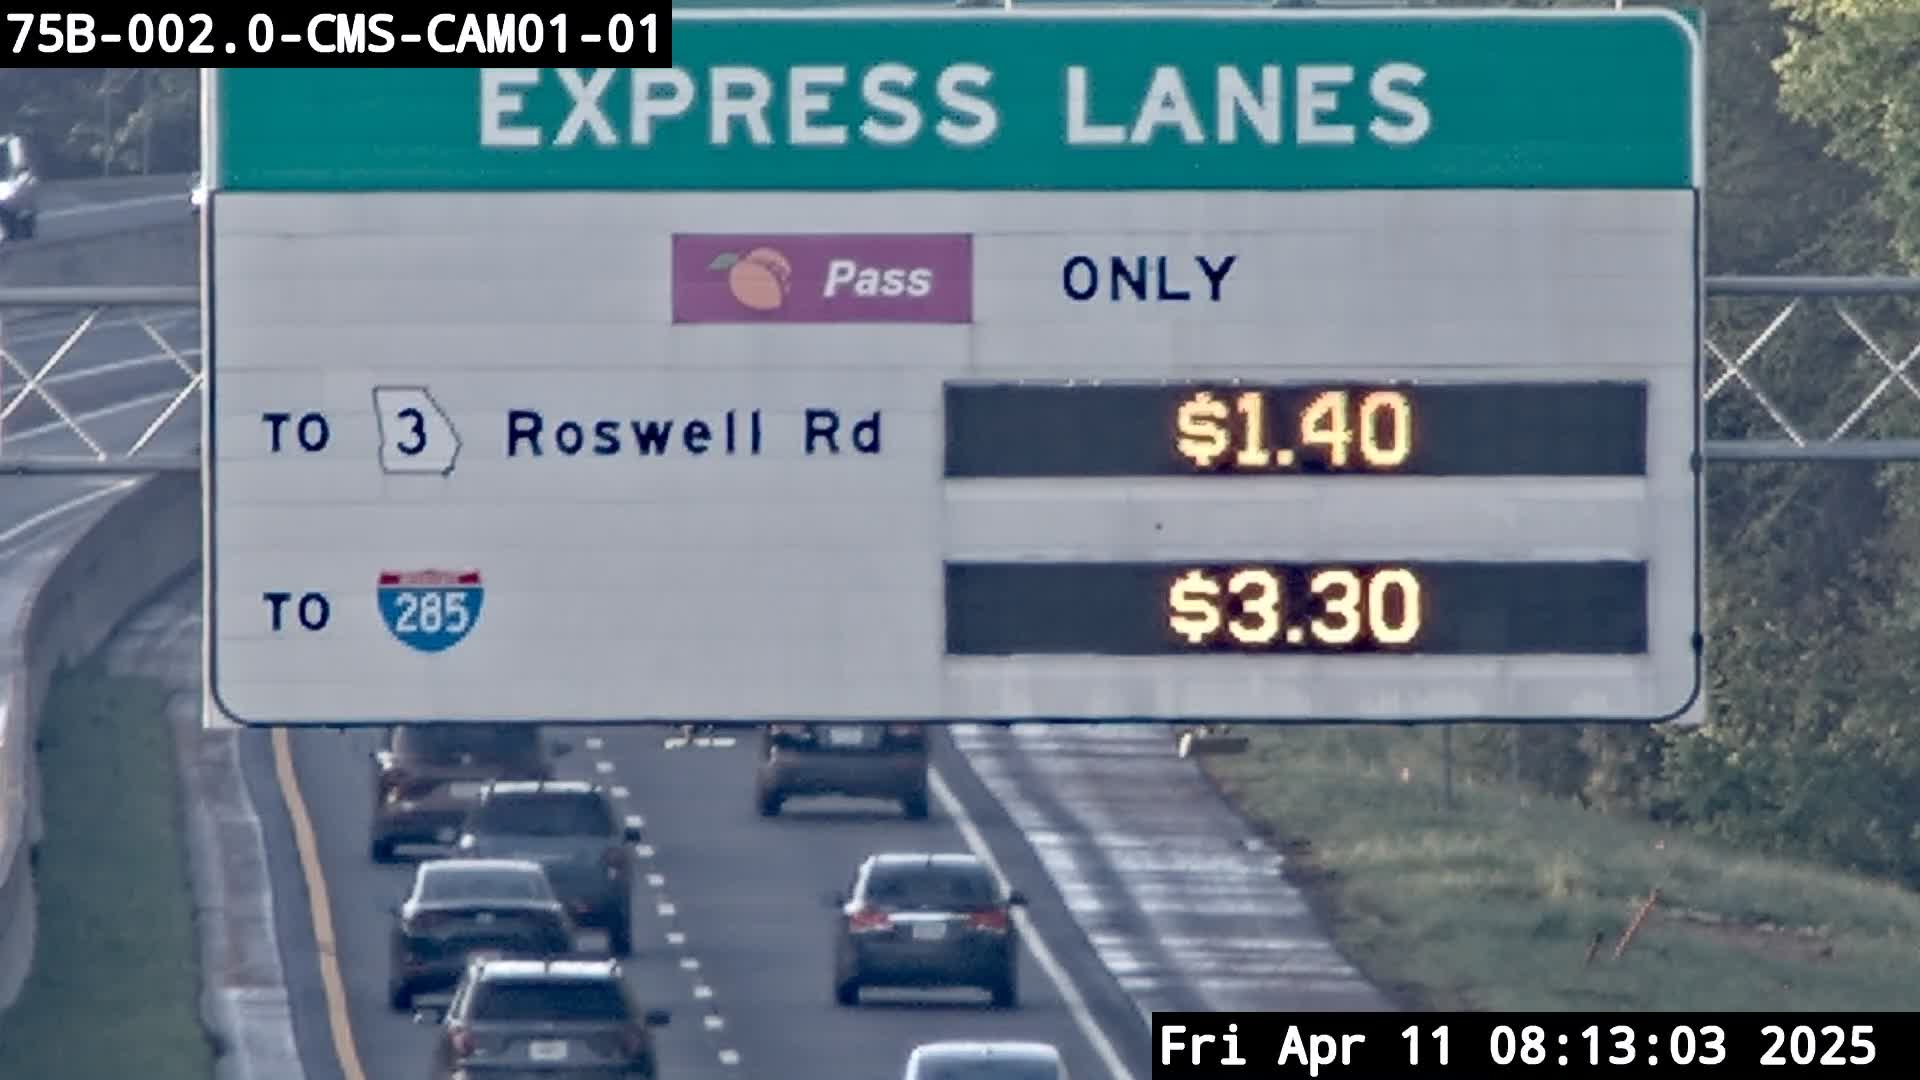 75B-002.0-CMS-CAM01-01
EXPRESS LANES
Pass ONLY
TO 3 Roswell Rd $1.40
TO 285 $3.30
Fri Apr 11 08:13:03 2025